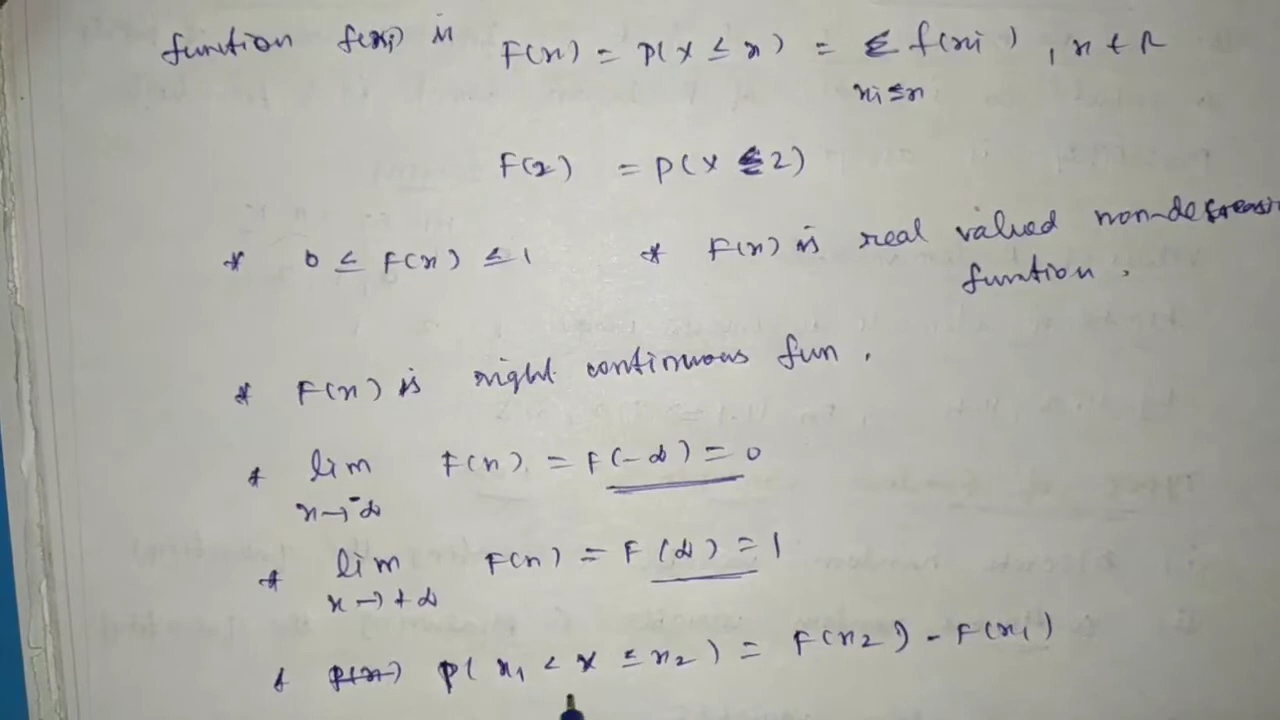 function f(xi) is F(x) = P(X ≤ x) = Σ f(xi), x ∈ R
xi ≤ x
F(2) = P(X ≤ 2)
* 0 ≤ F(x) ≤ 1 * F(x) is real valued non-decreasi
function.
* F(x) is right continuous fun.
* lim F(x) = F(-∞) = 0
x→-∞
* lim F(x) = F(∞) = 1
x→+∞
* P(x1 < X ≤ x2) = F(x2) - F(x1)